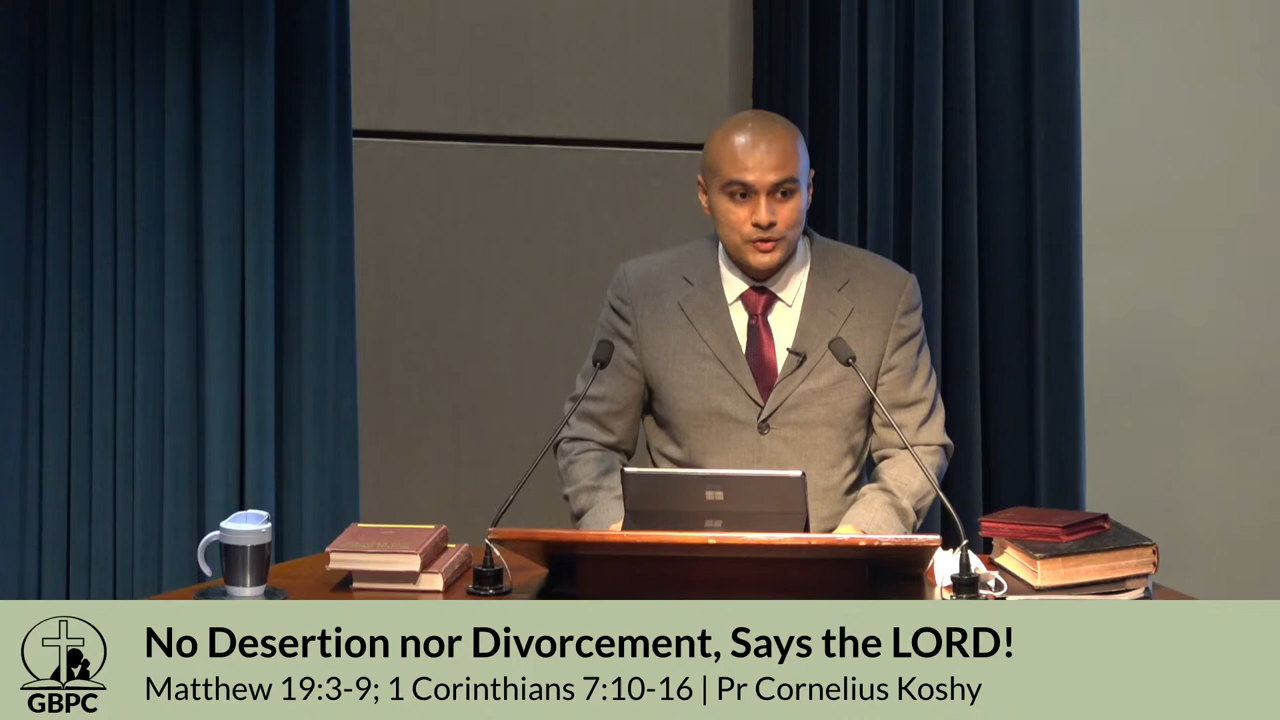 No Desertion nor Divorcement, Says the LORD!
Matthew 19:3-9; 1 Corinthians 7:10-16 | Pr Cornelius Koshy
GBPC